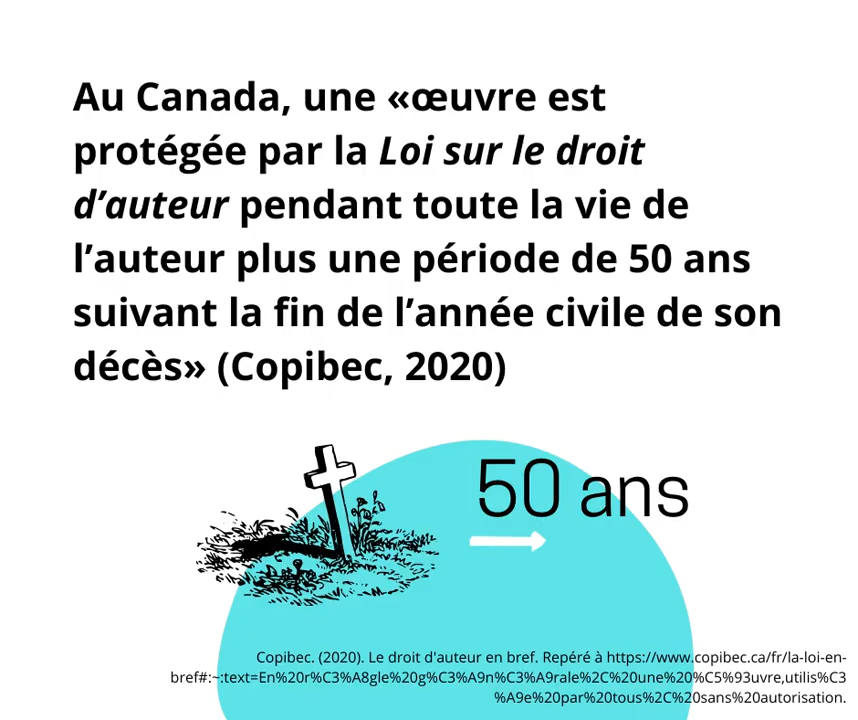 Au Canada, une «œuvre est
protégée par la Loi sur le droit
d’auteur pendant toute la vie de
l’auteur plus une période de 50 ans
suivant la fin de l’année civile de son
décès» (Copibec, 2020)
50 ans
Copibec. (2020). Le droit d'auteur en bref. Repéré à https://www.copibec.ca/fr/la-loi-en-
bref#:~:text=En%20r%C3%A8gle%20g%C3%A9n%C3%A9rale%2C%20une%20%C5%93uvre,utilis%C3
%A9e%20par%20tous%2C%20sans%20autorisation.